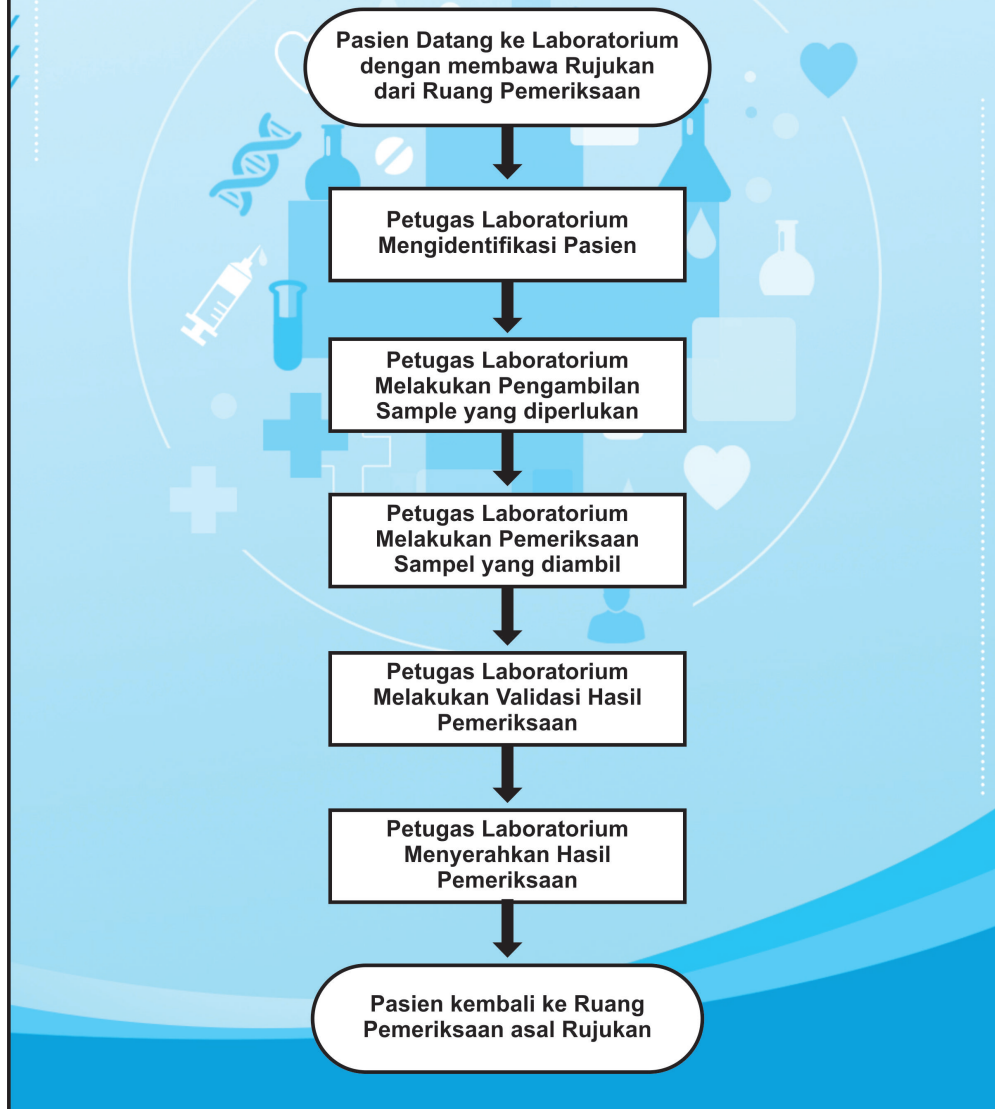 Pasien Datang ke Laboratorium
dengan membawa Rujukan
dari Ruang Pemeriksaan
Petugas Laboratorium
Mengidentifikasi Pasien
Petugas Laboratorium
Melakukan Pengambilan
Sample yang diperlukan
Petugas Laboratorium
Melakukan Pemeriksaan
Sampel yang diambil
Petugas Laboratorium
Melakukan Validasi Hasil
Pemeriksaan
Petugas Laboratorium
Menyerahkan Hasil
Pemeriksaan
Pasien kembali ke Ruang
Pemeriksaan asal Rujukan